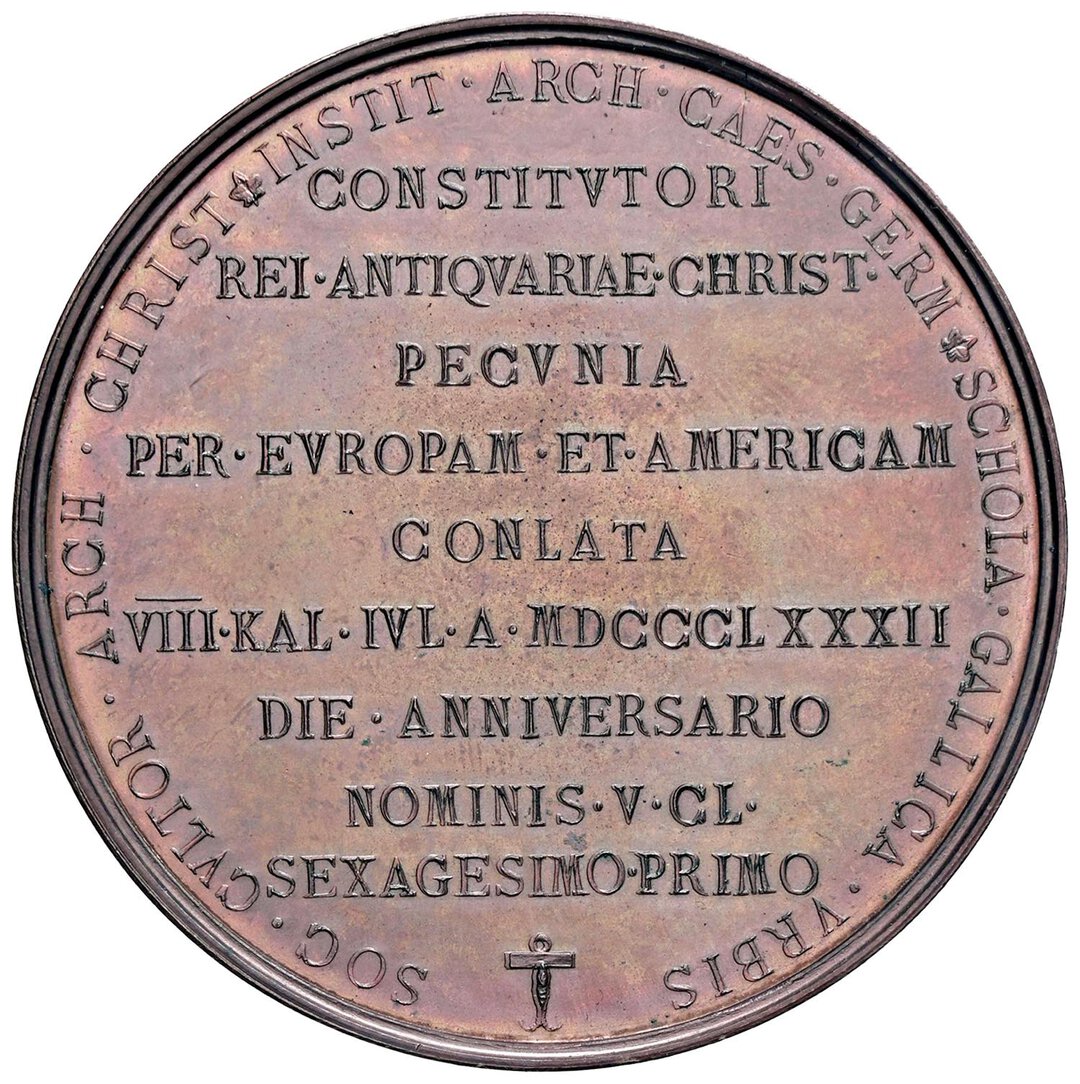 SOC · CVLTOR · ARCH · CHRIST INSTIT · ARCH · CAES · GERM SCHOLA · GALLICA · VRBIS
CONSTITVTORI
REI · ANTIQVARIAE · CHRIST ·
PECVNIA
PER · EVROPAM · ET · AMERICAM
CONLATA
V̅I̅I̅I̅ · KAL · IVL · A · MDCCCLXXXII
DIE · ANNIVERSARIO
NOMINIS · V · CL ·
SEXAGESIMO · PRIMO